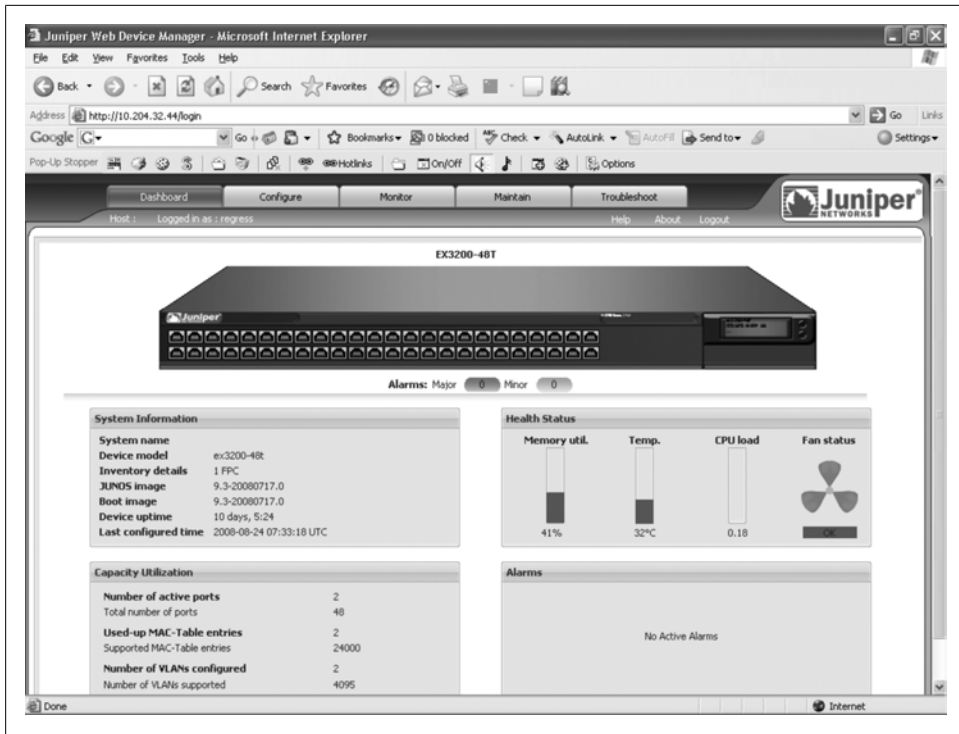 Juniper Web Device Manager - Microsoft Internet Explorer
File Edit View Favorites Tools Help
Back Search Favorites
Address http://10.204.32.44/login Go Links
Google G Go Bookmarks 0 blocked Check AutoLink AutoFill Send to Settings
Pop-Up Stopper Hotlinks On/Off Options
Dashboard Configure Monitor Maintain Troubleshoot
Juniper
NETWORKS
Host : Logged in as : regress Help About Logout
EX3200-48T
Juniper
Alarms: Major 0 Minor 0
System Information
System name
Device model ex3200-48t
Inventory details 1 FPC
JUNOS image 9.3-20080717.0
Boot image 9.3-20080717.0
Device uptime 10 days, 5:24
Last configured time 2008-08-24 07:33:18 UTC
Health Status
Memory util. Temp. CPU load Fan status
41% 32°C 0.18 OK
Capacity Utilization
Number of active ports 2
Total number of ports 48
Used-up MAC-Table entries 2
Supported MAC-Table entries 24000
Number of VLANs configured 2
Number of VLANs supported 4095
Alarms
No Active Alarms
Done Internet